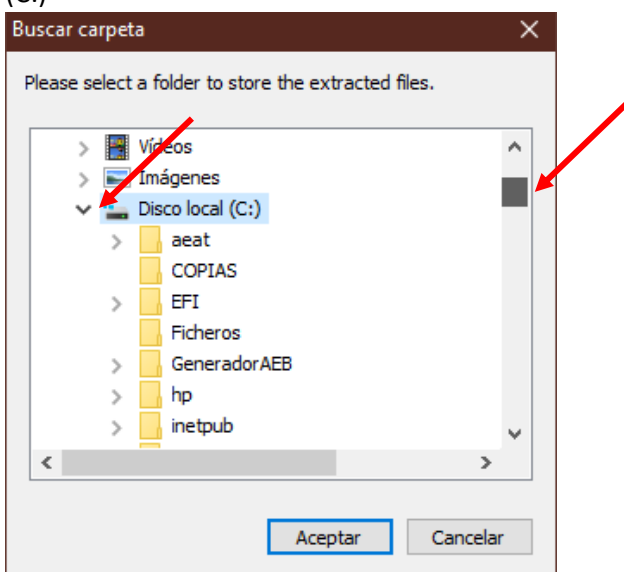 (C:)
Buscar carpeta
Please select a folder to store the extracted files.
Vídeos
Imágenes
Disco local (C:)
aeat
COPIAS
EFI
Ficheros
GeneradorAEB
hp
inetpub
Aceptar Cancelar